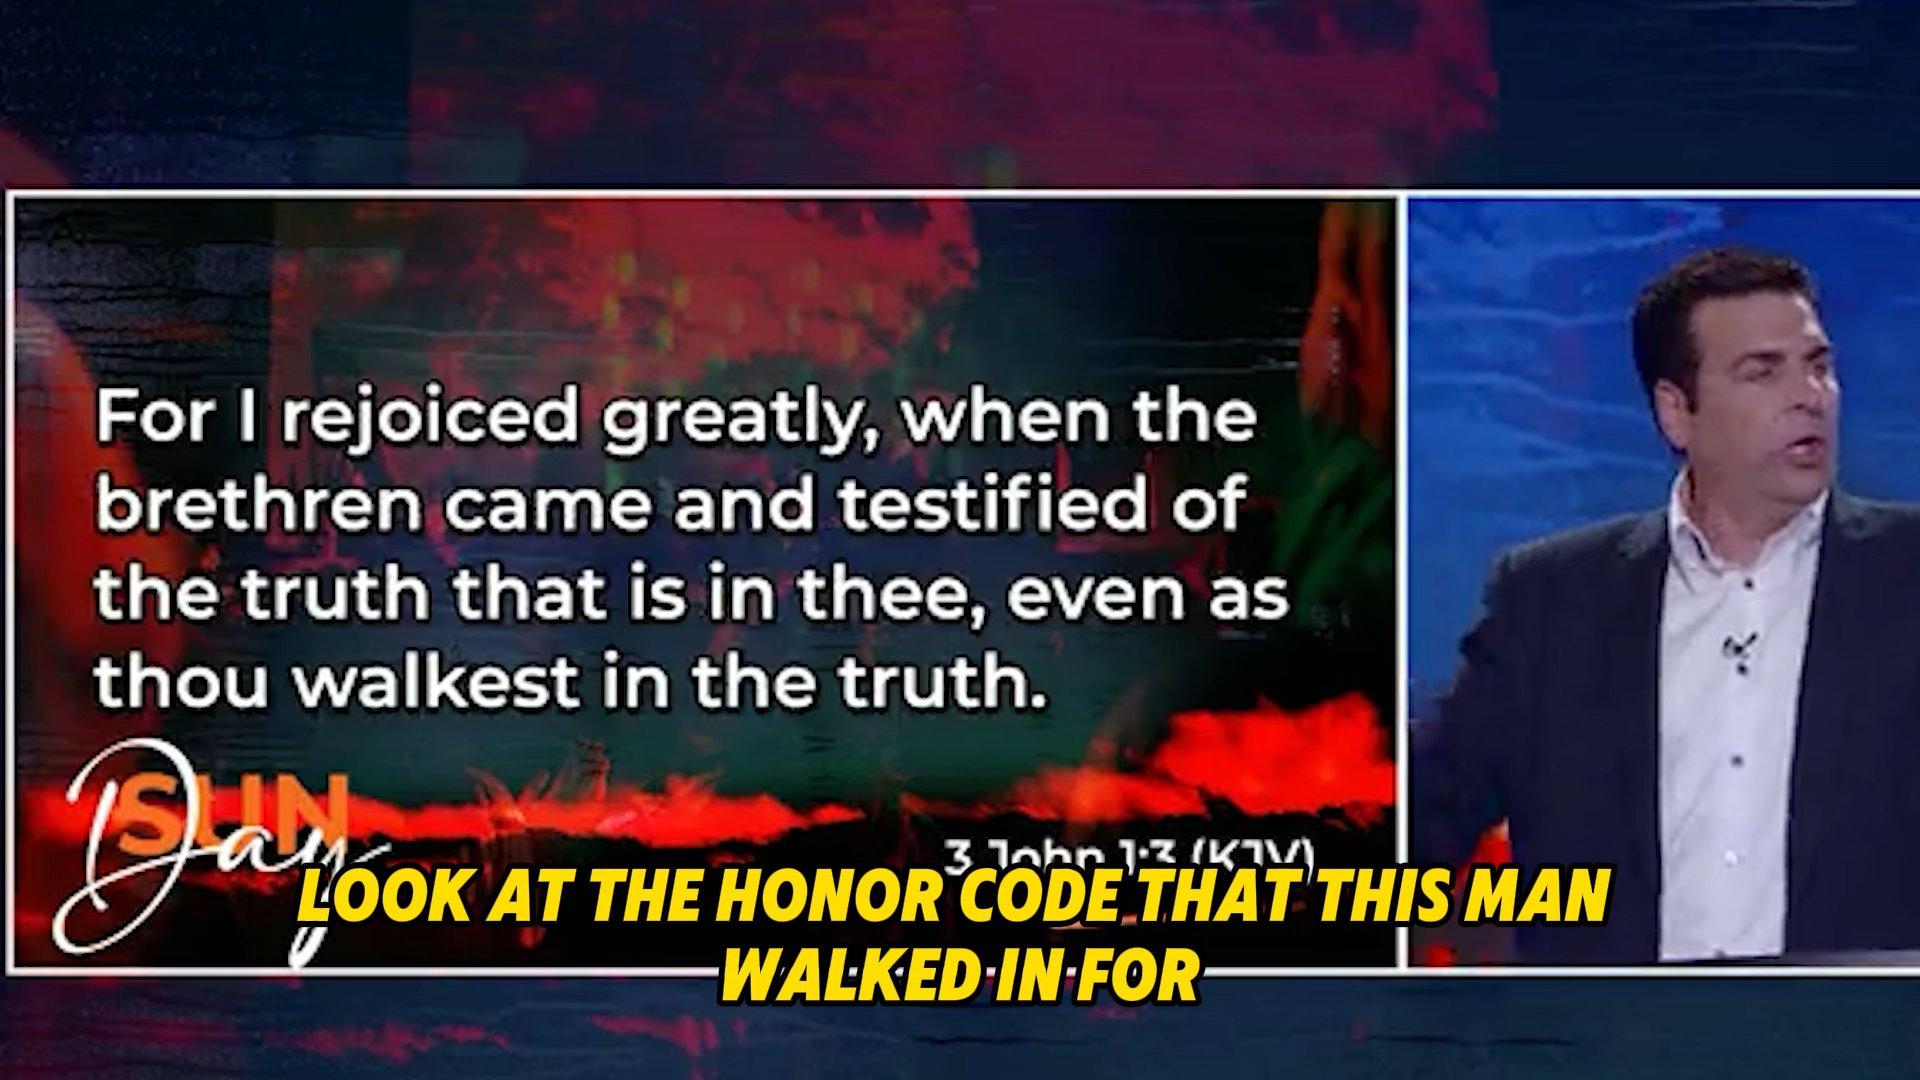 For I rejoiced greatly, when the
brethren came and testified of
the truth that is in thee, even as
thou walkest in the truth.
SUN
Day
3 John 1:3 (KJV)
LOOK AT THE HONOR CODE THAT THIS MAN
WALKED IN FOR